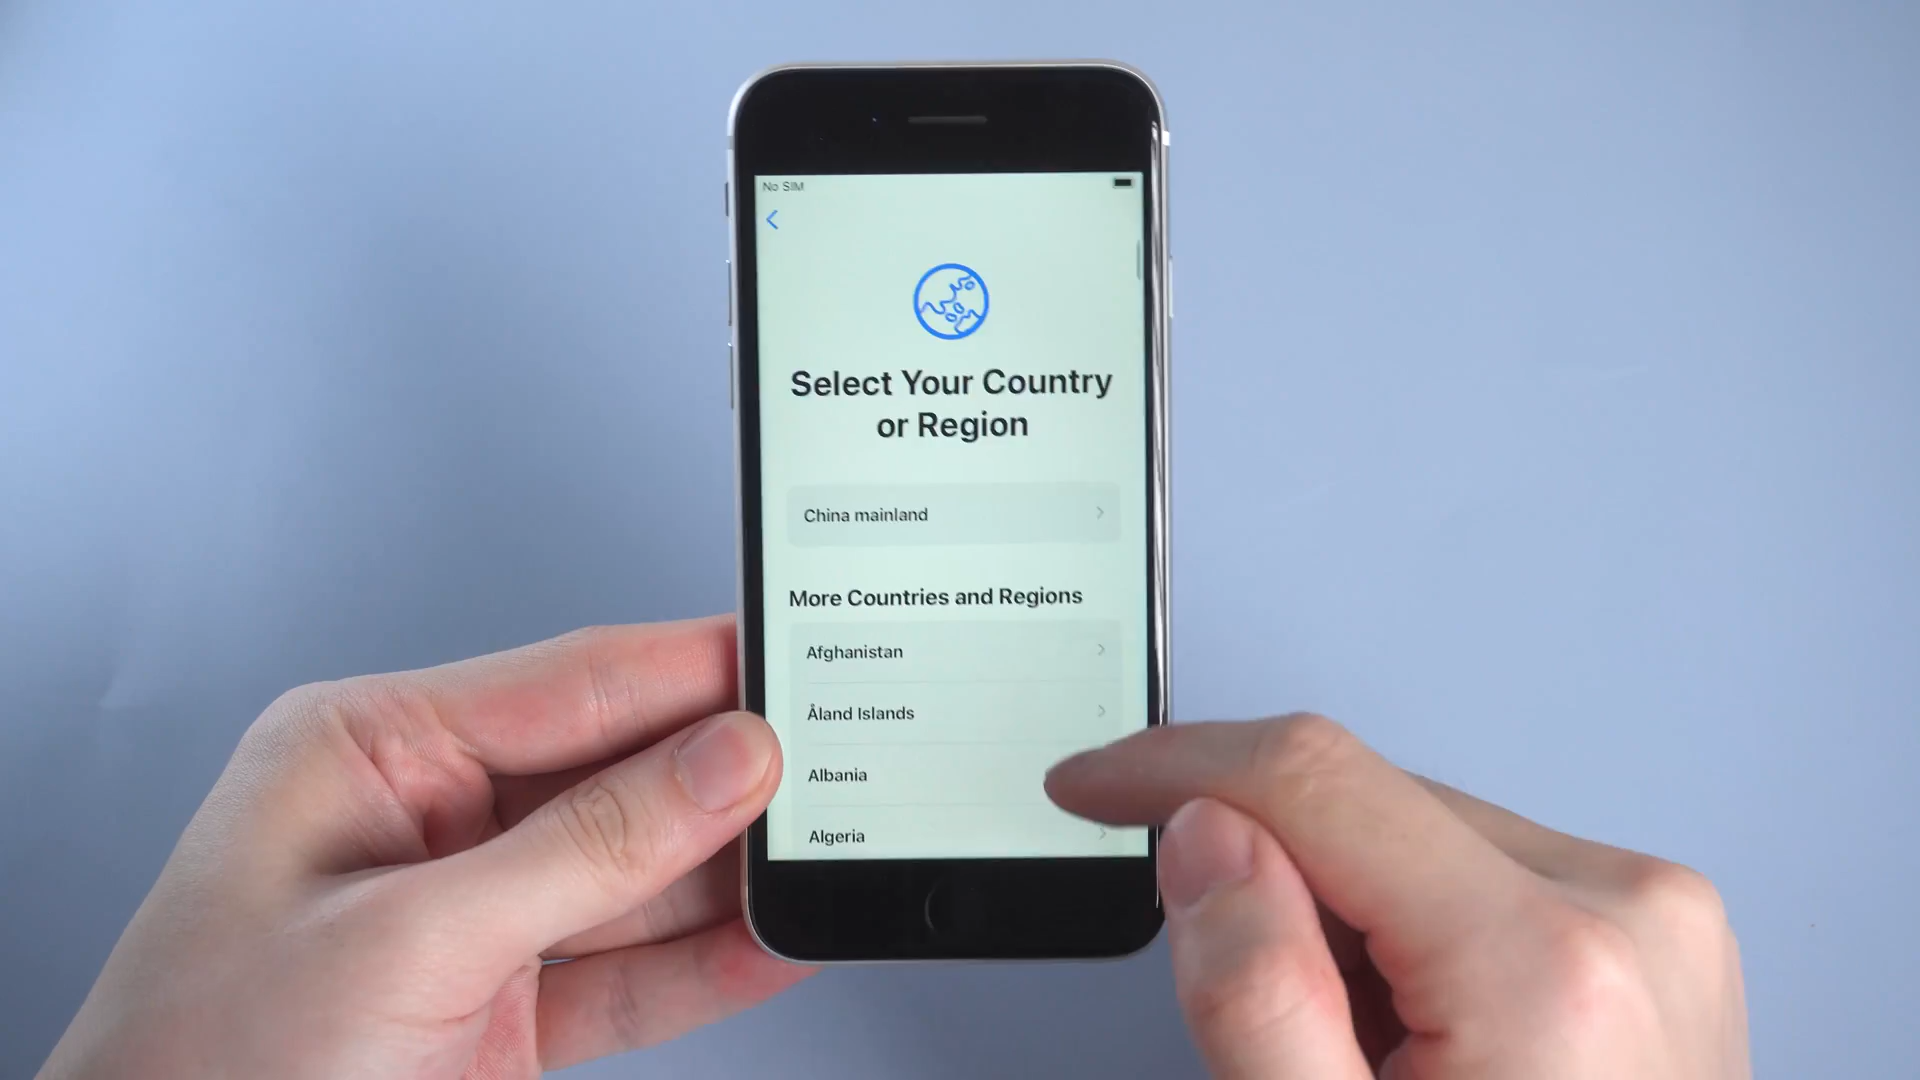 No SIM
Select Your Country
or Region
China mainland
More Countries and Regions
Afghanistan
Åland Islands
Albania
Algeria